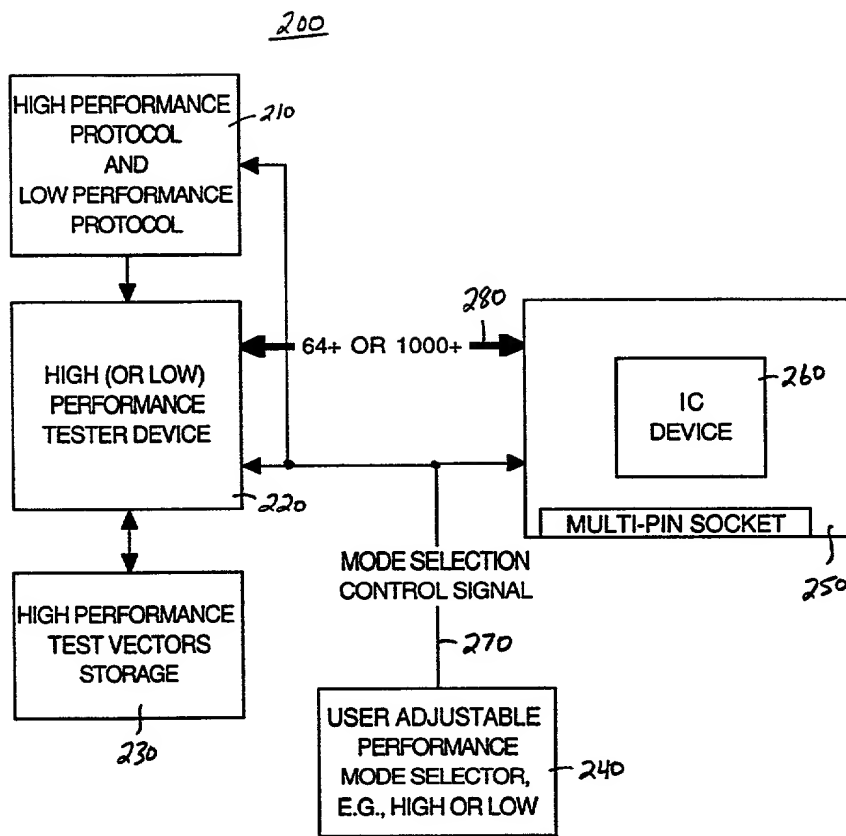 200
HIGH PERFORMANCE
PROTOCOL
AND
LOW PERFORMANCE
PROTOCOL
210
HIGH (OR LOW)
PERFORMANCE
TESTER DEVICE
220
64+ OR 1000+
280
IC
DEVICE
260
MULTI-PIN SOCKET
250
MODE SELECTION
CONTROL SIGNAL
270
HIGH PERFORMANCE
TEST VECTORS
STORAGE
230
USER ADJUSTABLE
PERFORMANCE
MODE SELECTOR,
E.G., HIGH OR LOW
240